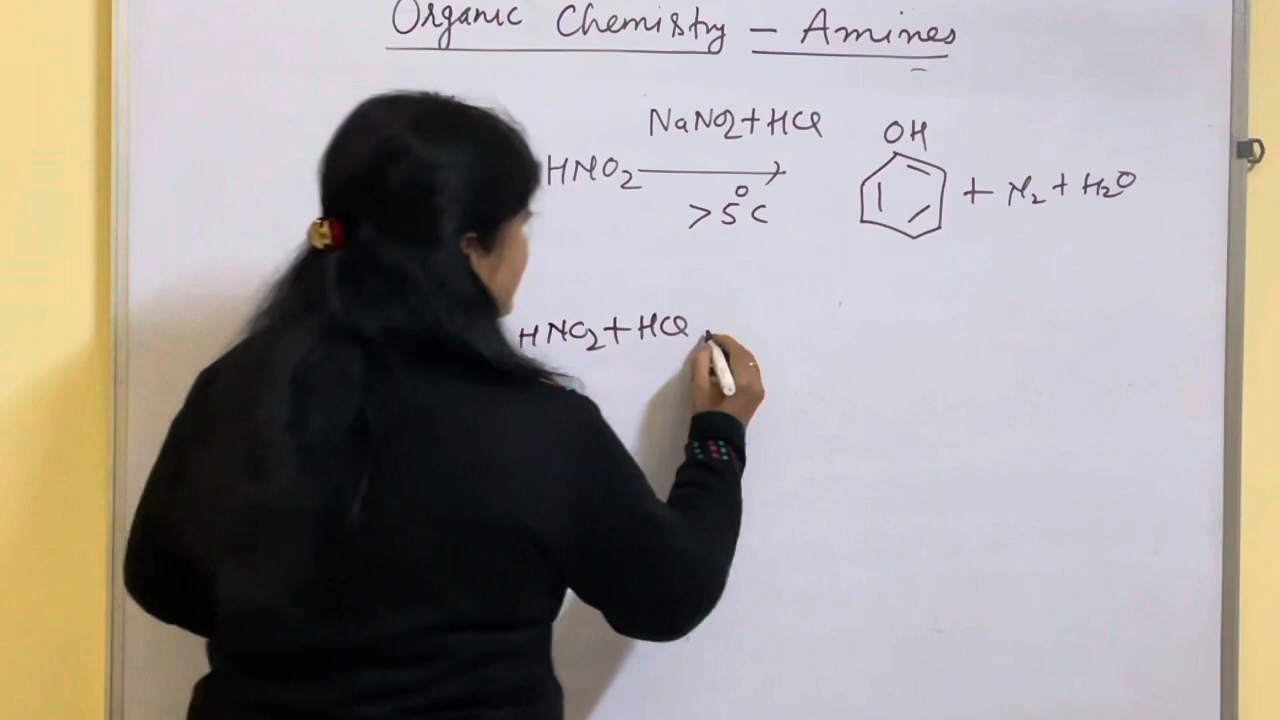 Organic Chemistry – Amines
NaNO2+HCl
OH
HNO2 → + N2 + H2O
>5°C
HNO2+HCl